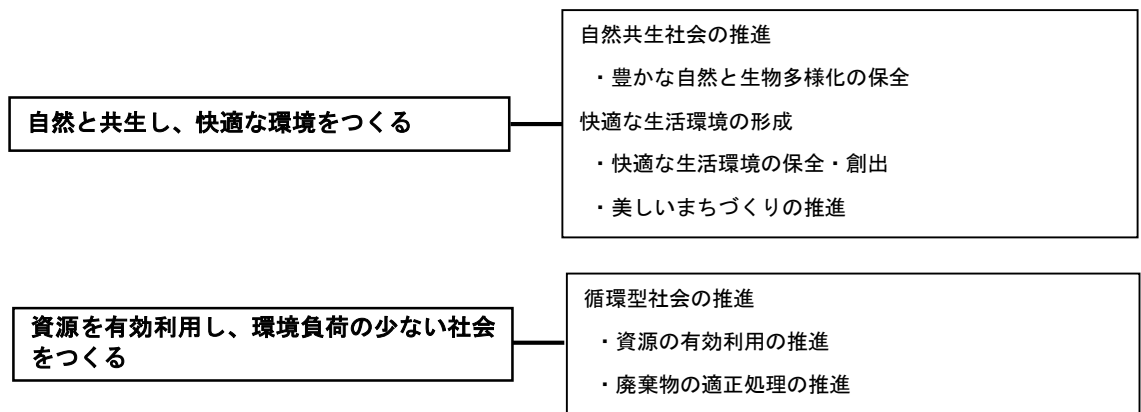 自然と共生し、快適な環境をつくる
自然共生社会の推進
・豊かな自然と生物多様化の保全
快適な生活環境の形成
・快適な生活環境の保全・創出
・美しいまちづくりの推進
資源を有効利用し、環境負荷の少ない社会
をつくる
循環型社会の推進
・資源の有効利用の推進
・廃棄物の適正処理の推進